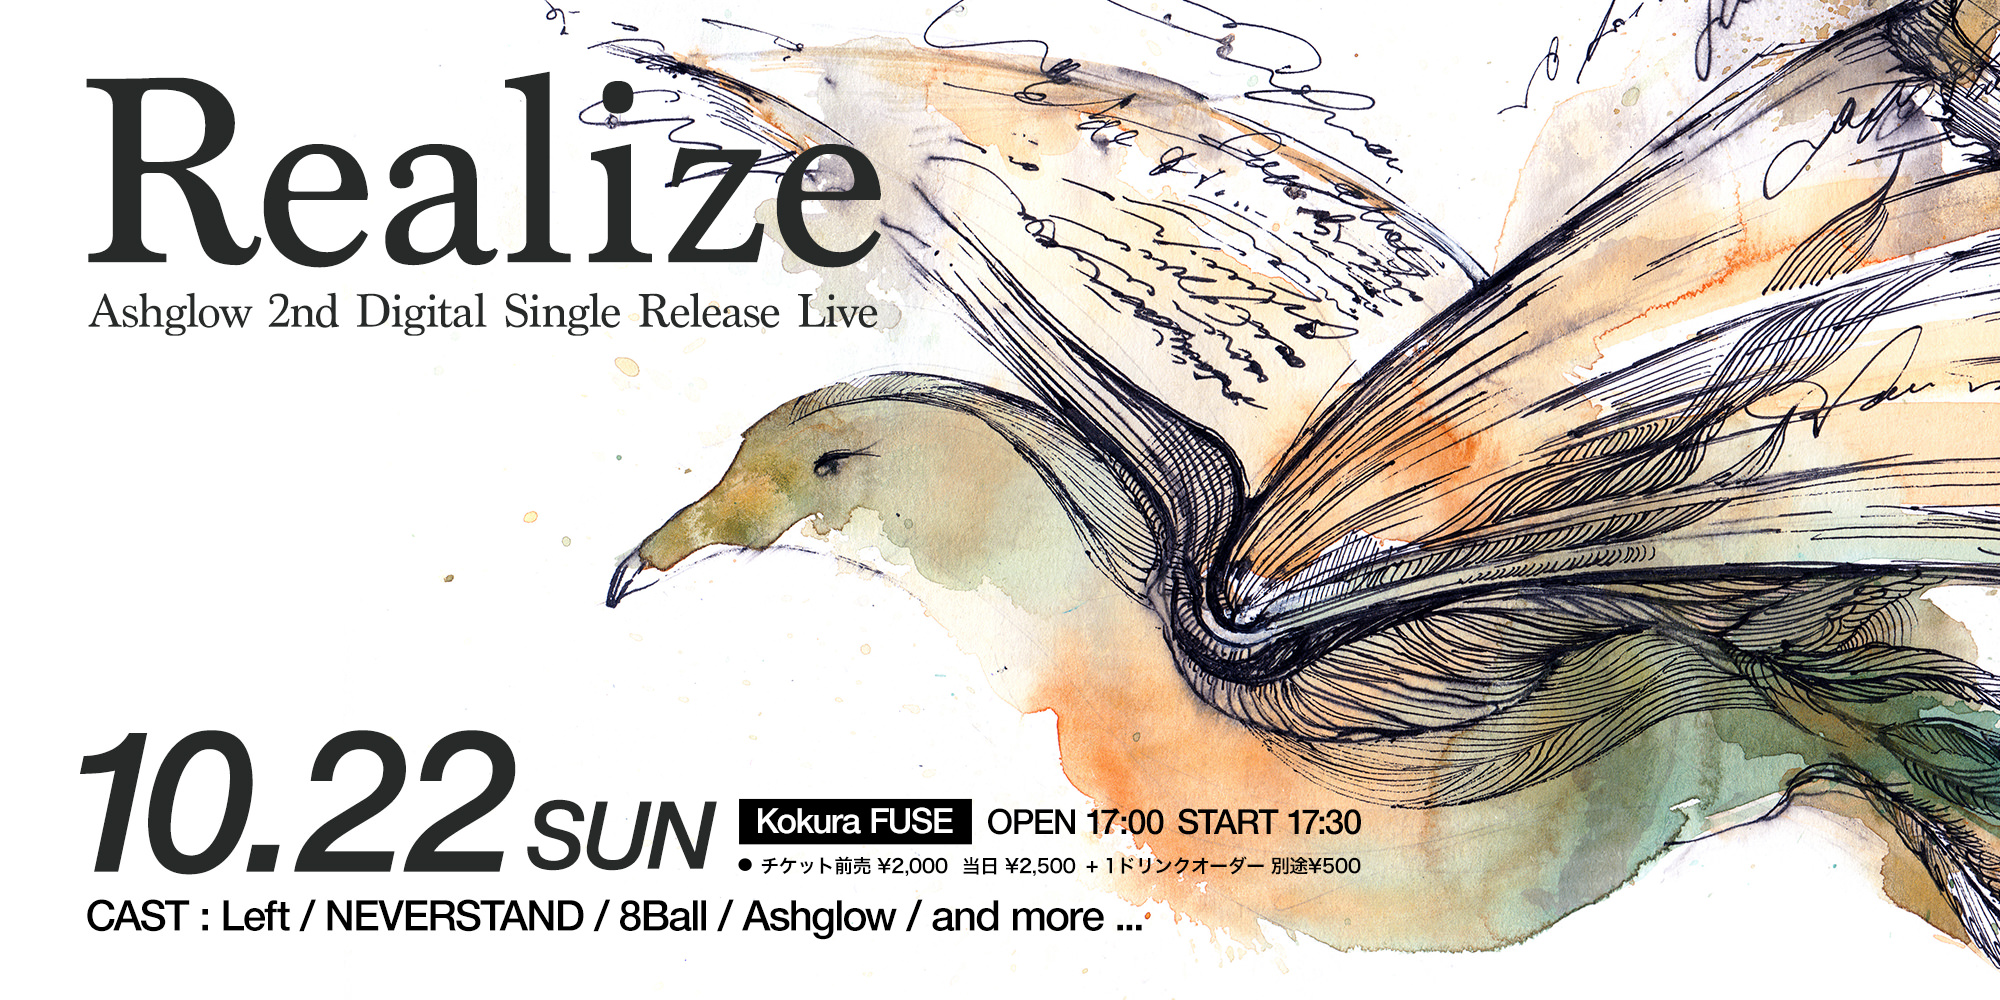 Realize
Ashglow 2nd Digital Single Release Live
10.22 SUN
Kokura FUSE OPEN 17:00 START 17:30
● チケット前売 ¥2,000 当日 ¥2,500 + 1ドリンクオーダー 別途¥500
CAST : Left / NEVERSTAND / 8Ball / Ashglow / and more ...